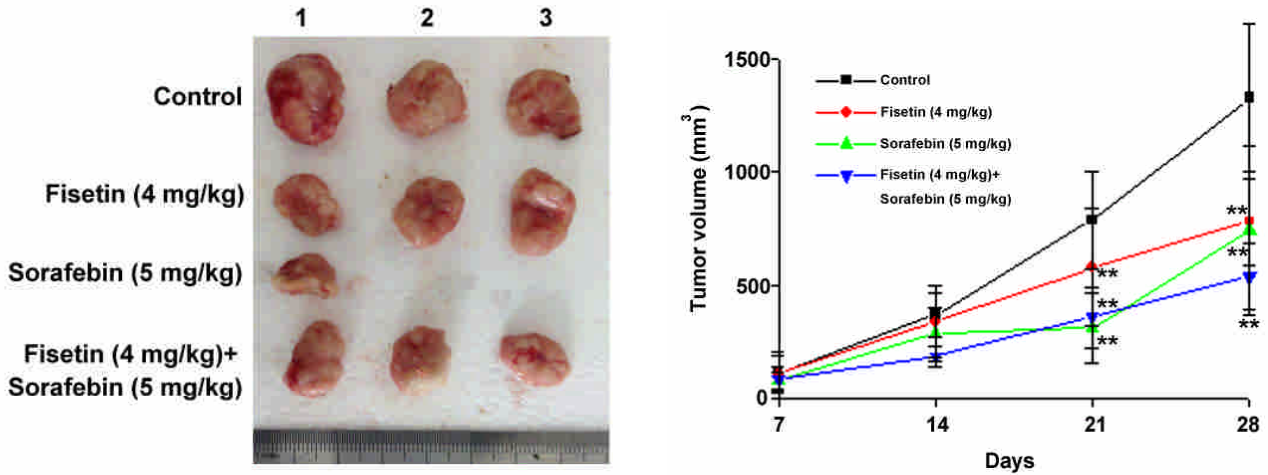 1 2 3
Control
Fisetin (4 mg/kg)
Sorafebin (5 mg/kg)
Fisetin (4 mg/kg)+
Sorafebin (5 mg/kg)
Tumor volume (mm3)
1500
1000
500
0
7 14 21 28
Days
Control
Fisetin (4 mg/kg)
Sorafebin (5 mg/kg)
Fisetin (4 mg/kg)+
Sorafebin (5 mg/kg)
**
**
**
**
**
**